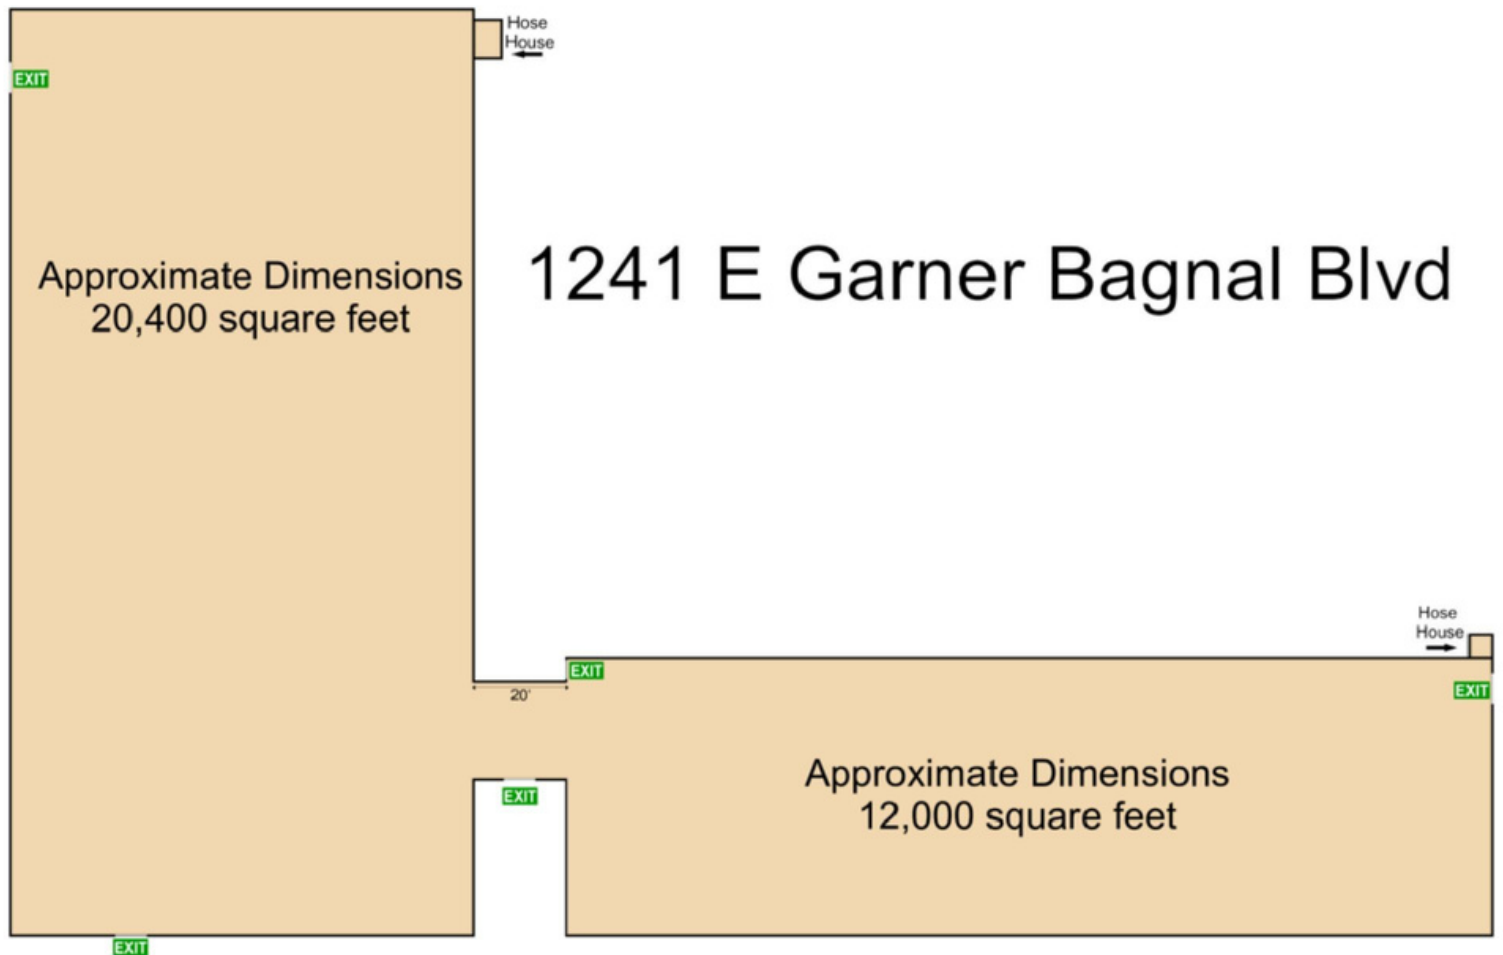 Hose
House
EXIT
Approximate Dimensions
20,400 square feet
1241 E Garner Bagnal Blvd
Hose
House
EXIT
20'
EXIT
Approximate Dimensions
12,000 square feet
EXIT
EXIT